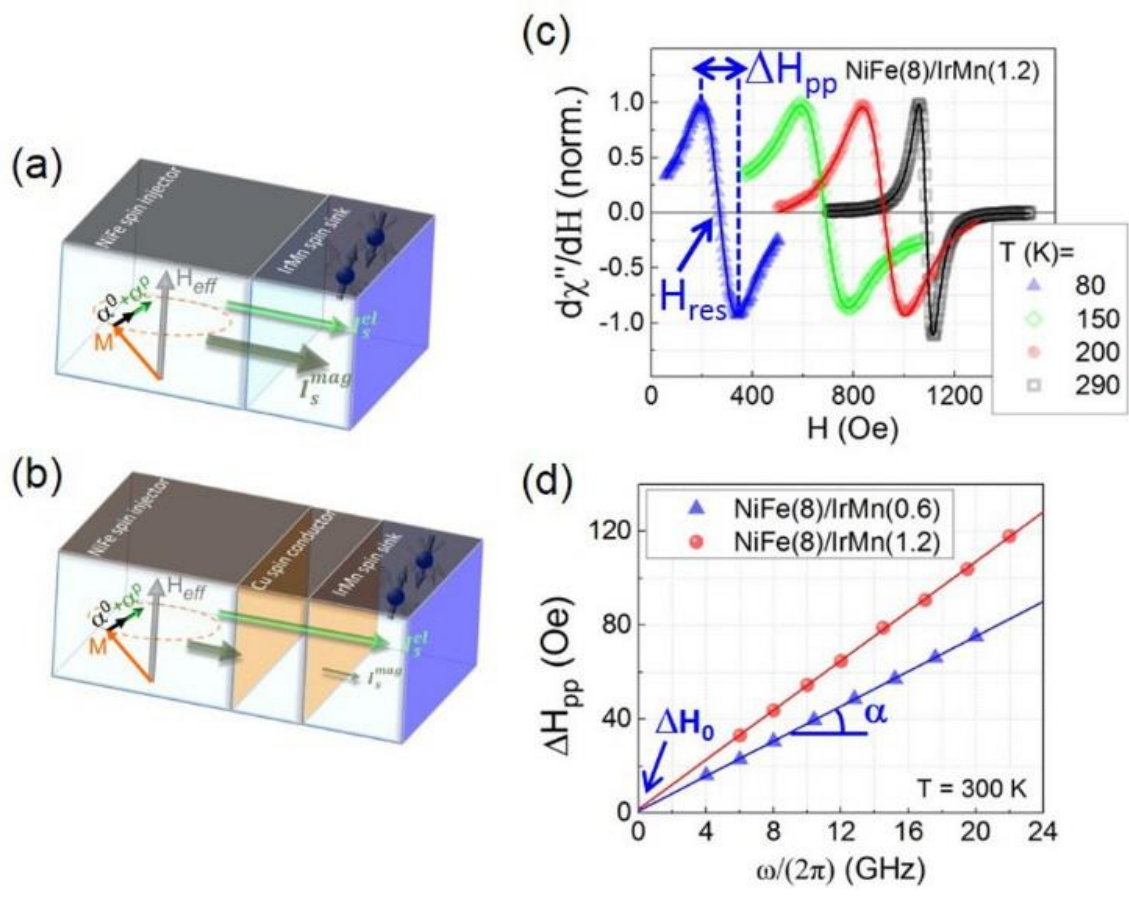 (a)
NiFe spin injector
IrMn spin sink
H_eff
α⁰+αᵖ
M
I_s^el
I_s^mag
(b)
NiFe spin injector
Cu spin conductor
IrMn spin sink
H_eff
α⁰+αᵖ
M
I_s^el
I_s^mag
(c)
ΔH_pp
NiFe(8)/IrMn(1.2)
dχ''/dH (norm.)
1.0
0.5
0.0
-0.5
-1.0
H_res
T (K)=
80
150
200
290
0 400 800 1200
H (Oe)
(d)
NiFe(8)/IrMn(0.6)
NiFe(8)/IrMn(1.2)
ΔH_pp (Oe)
120
80
40
0
α
ΔH₀
T = 300 K
0 4 8 12 16 20 24
ω/(2π) (GHz)